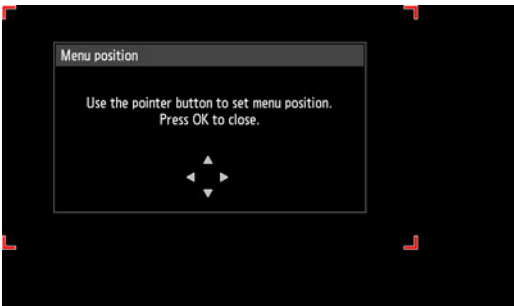 Menu position
Use the pointer button to set menu position.
Press OK to close.